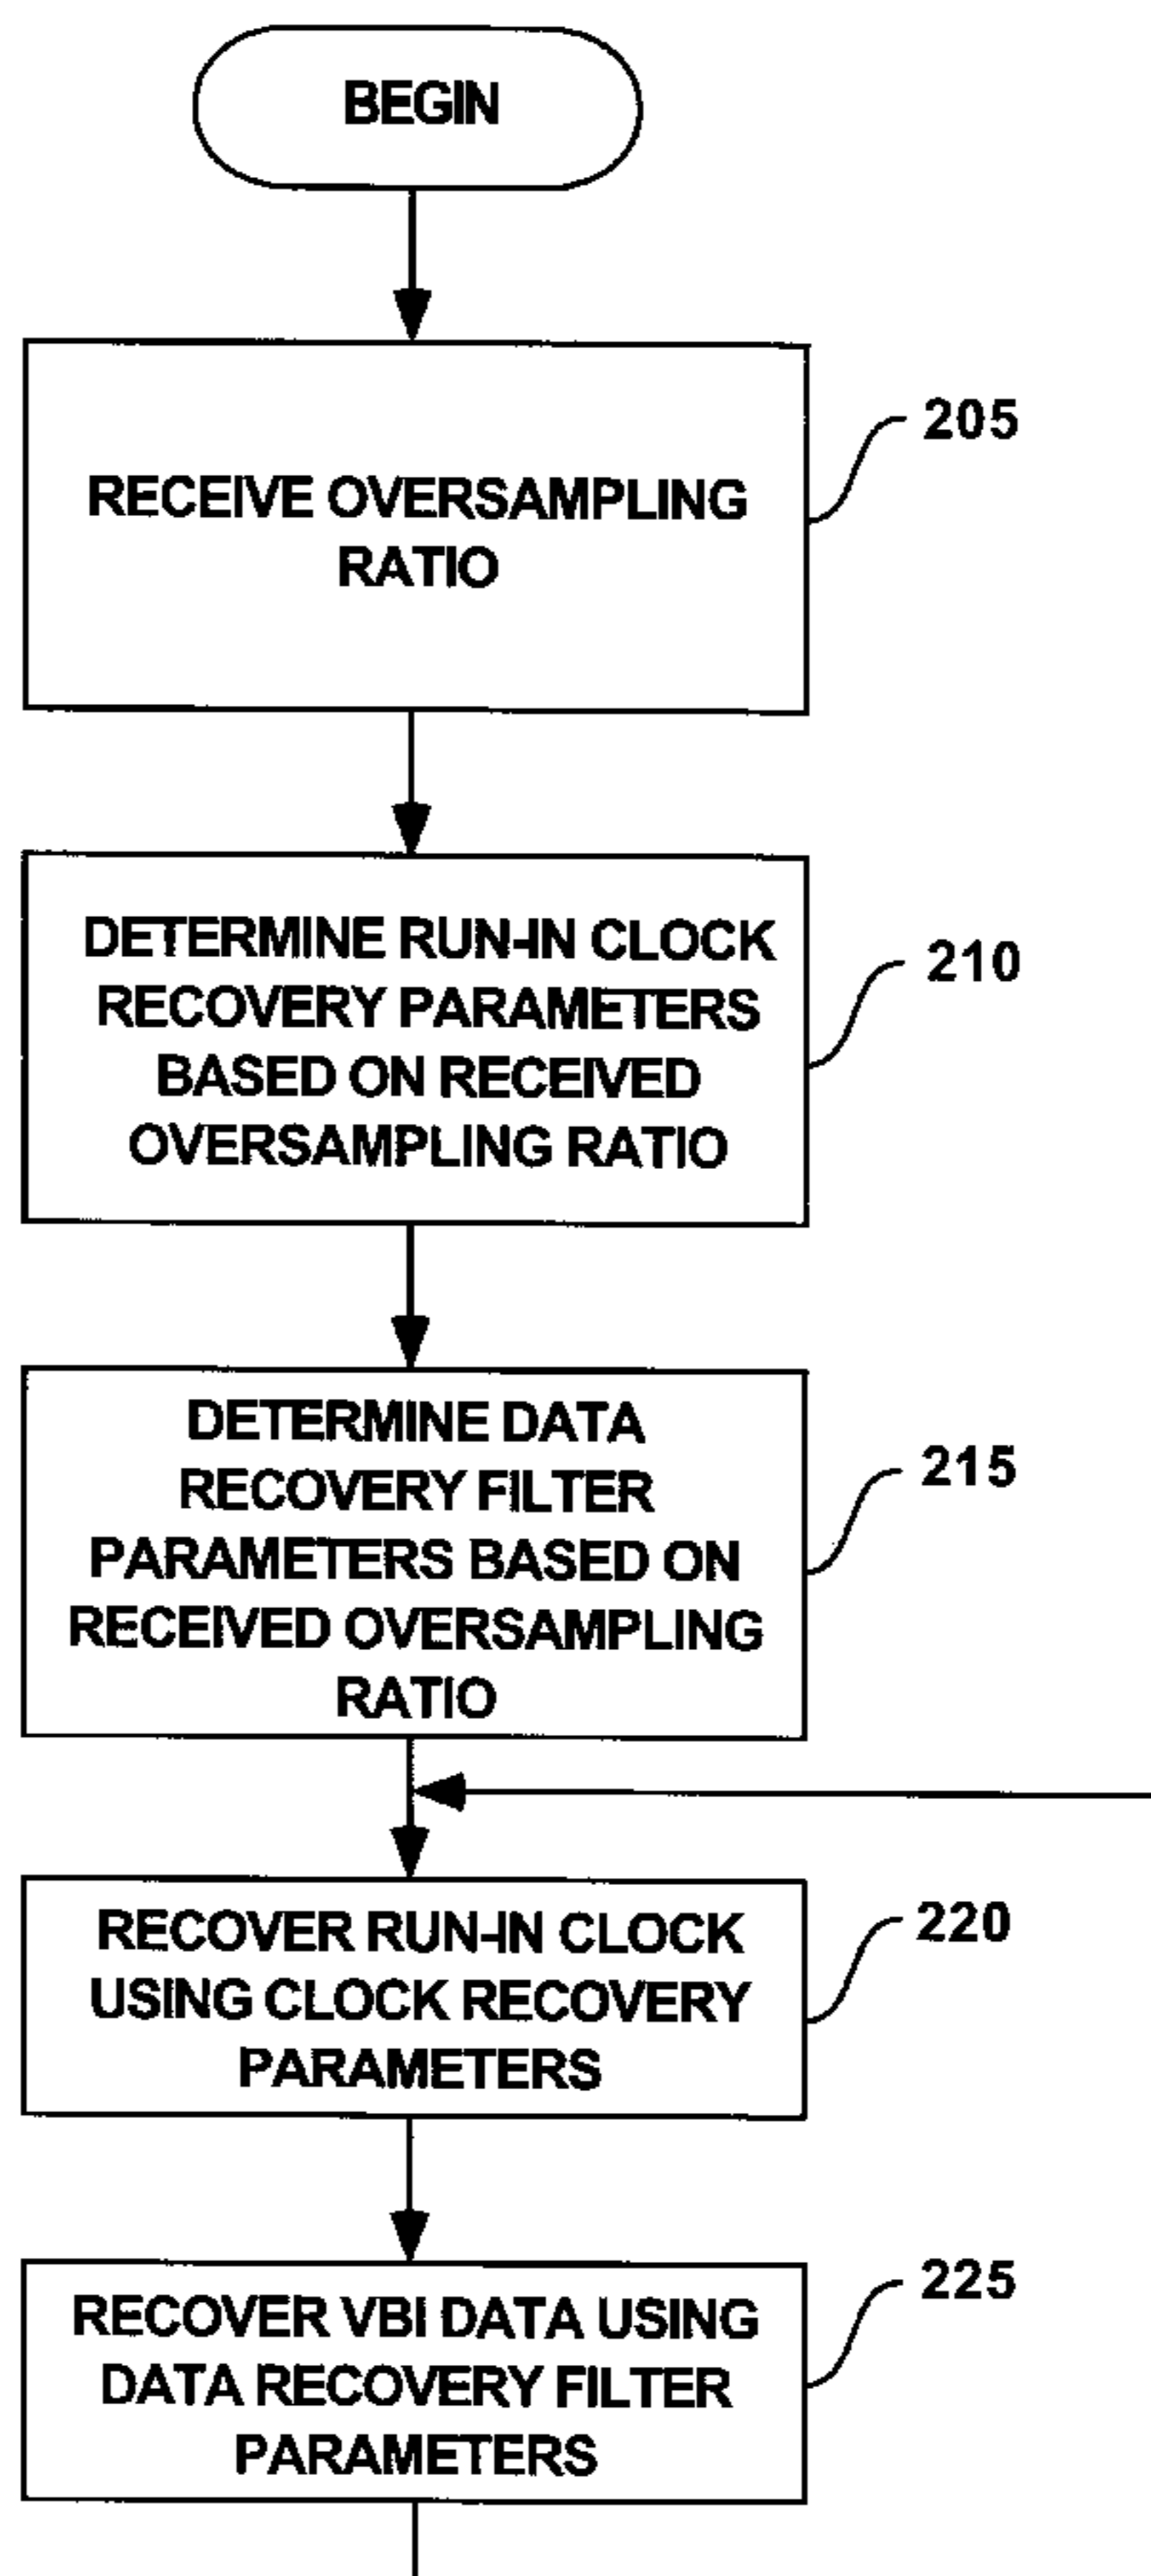 BEGIN
205
RECEIVE OVERSAMPLING
RATIO
210
DETERMINE RUN-IN CLOCK
RECOVERY PARAMETERS
BASED ON RECEIVED
OVERSAMPLING RATIO
215
DETERMINE DATA
RECOVERY FILTER
PARAMETERS BASED ON
RECEIVED OVERSAMPLING
RATIO
220
RECOVER RUN-IN CLOCK
USING CLOCK RECOVERY
PARAMETERS
225
RECOVER VBI DATA USING
DATA RECOVERY FILTER
PARAMETERS